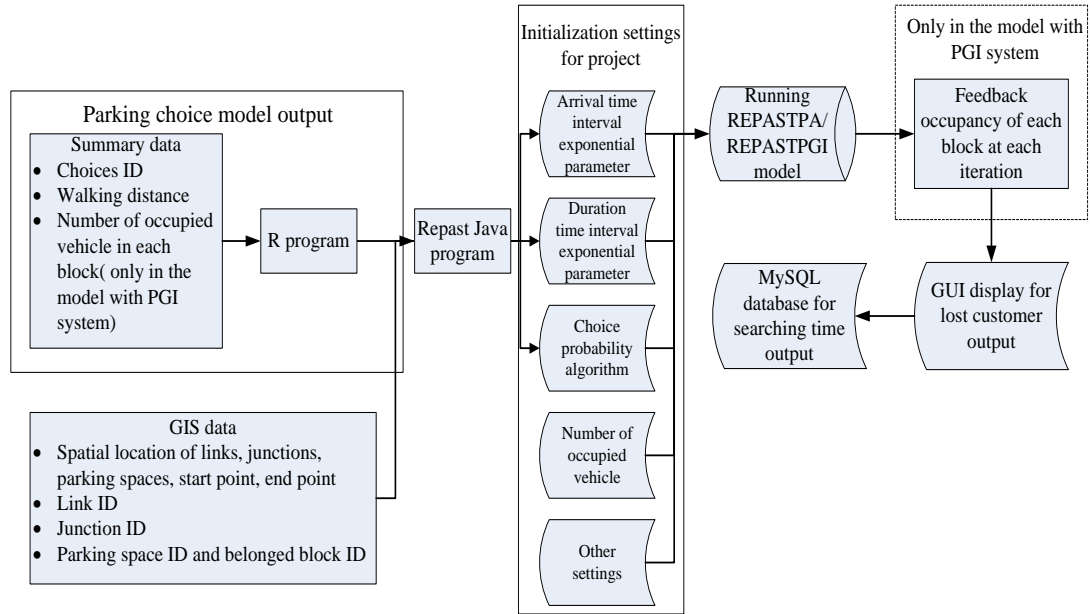 Parking choice model output
Summary data
• Choices ID
• Walking distance
• Number of occupied
vehicle in each
block( only in the
model with PGI
system)
R program
GIS data
• Spatial location of links, junctions,
parking spaces, start point, end point
• Link ID
• Junction ID
• Parking space ID and belonged block ID
Repast Java
program
Initialization settings
for project
Arrival time
interval
exponential
parameter
Duration
time interval
exponential
parameter
Choice
probability
algorithm
Number of
occupied
vehicle
Other
settings
Running
REPASTPA/
REPASTPGI
model
Only in the model with
PGI system
Feedback
occupancy of each
block at each
iteration
GUI display for
lost customer
output
MySQL
database for
searching time
output